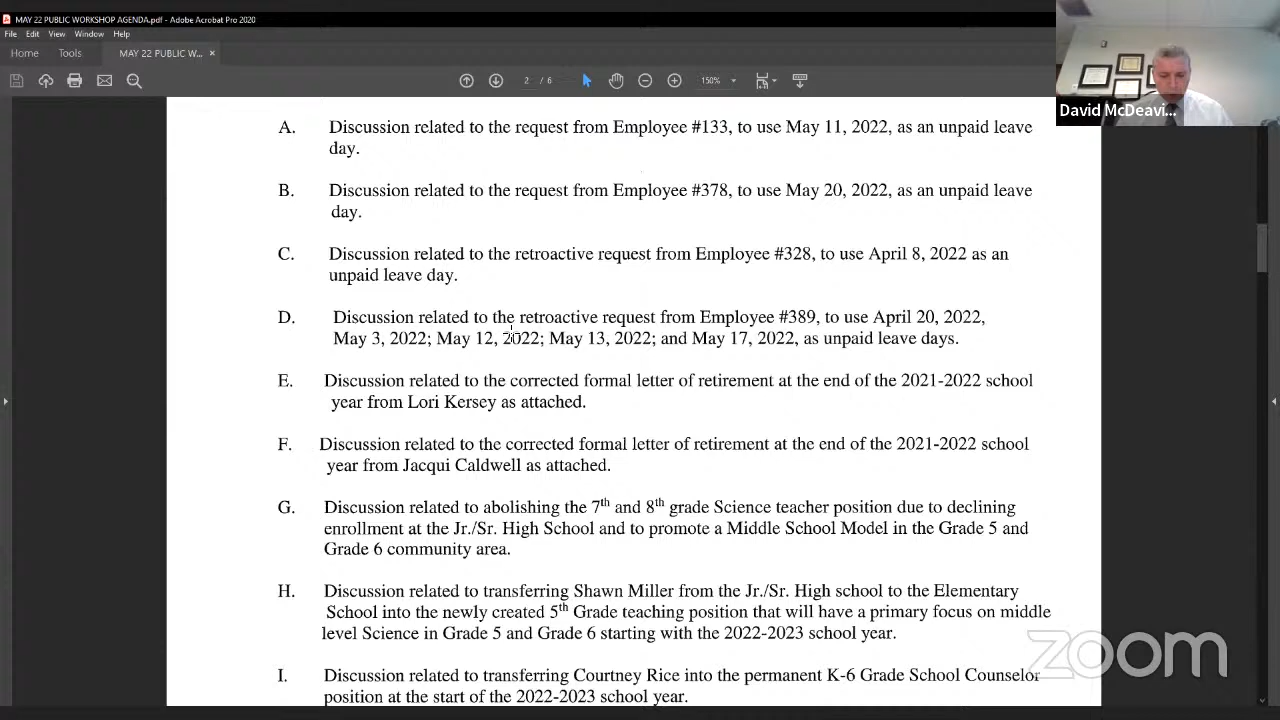 MAY 22 PUBLIC WORKSHOP AGENDA.pdf - Adobe Acrobat Pro 2020
File Edit View Window Help
Home Tools MAY 22 PUBLIC W... ×
2 / 6 150%
David McDeavi...
A. Discussion related to the request from Employee #133, to use May 11, 2022, as an unpaid leave
day.
B. Discussion related to the request from Employee #378, to use May 20, 2022, as an unpaid leave
day.
C. Discussion related to the retroactive request from Employee #328, to use April 8, 2022 as an
unpaid leave day.
D. Discussion related to the retroactive request from Employee #389, to use April 20, 2022,
May 3, 2022; May 12, 2022; May 13, 2022; and May 17, 2022, as unpaid leave days.
E. Discussion related to the corrected formal letter of retirement at the end of the 2021-2022 school
year from Lori Kersey as attached.
F. Discussion related to the corrected formal letter of retirement at the end of the 2021-2022 school
year from Jacqui Caldwell as attached.
G. Discussion related to abolishing the 7th and 8th grade Science teacher position due to declining
enrollment at the Jr./Sr. High School and to promote a Middle School Model in the Grade 5 and
Grade 6 community area.
H. Discussion related to transferring Shawn Miller from the Jr./Sr. High school to the Elementary
School into the newly created 5th Grade teaching position that will have a primary focus on middle
level Science in Grade 5 and Grade 6 starting with the 2022-2023 school year.
I. Discussion related to transferring Courtney Rice into the permanent K-6 Grade School Counselor
position at the start of the 2022-2023 school year.
zoom